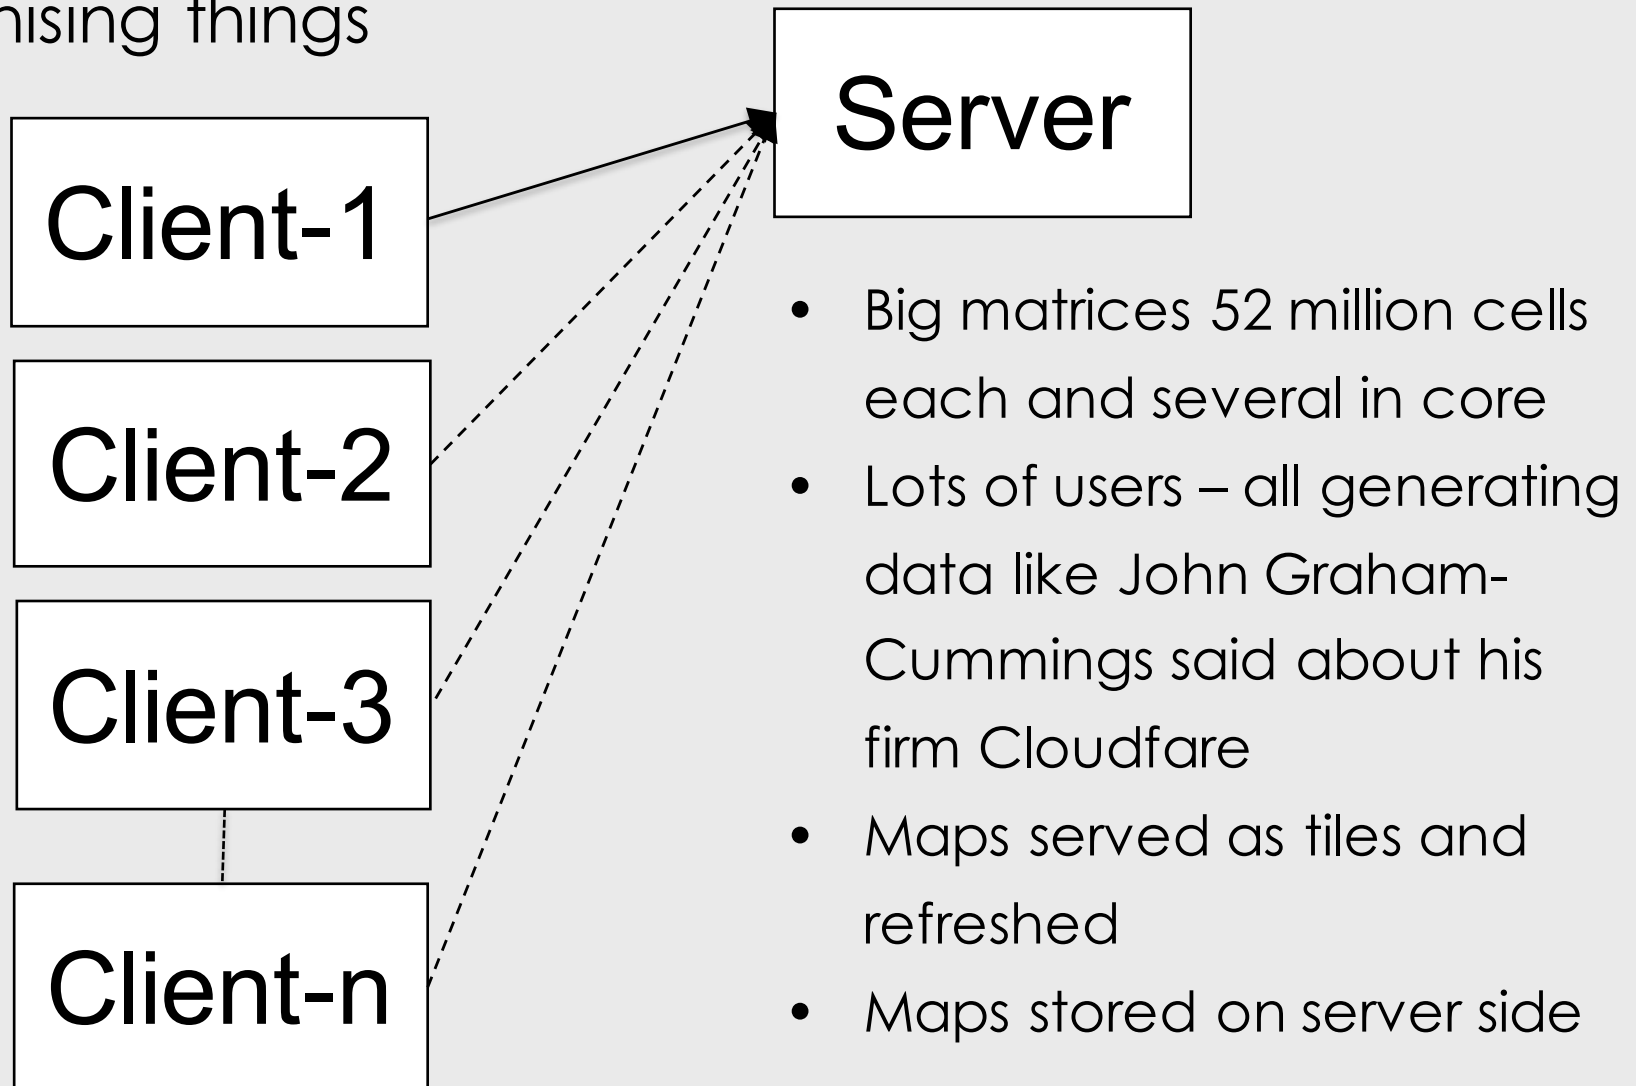 nising things
Server
Client-1
Client-2
Client-3
Client-n
• Big matrices 52 million cells
each and several in core
• Lots of users – all generating
data like John Graham-
Cummings said about his
firm Cloudfare
• Maps served as tiles and
refreshed
• Maps stored on server side